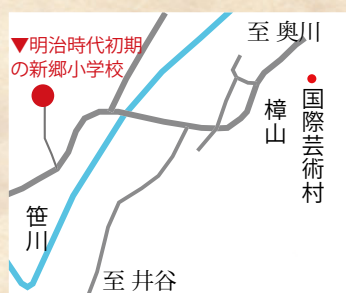 ▼明治時代初期
の新郷小学校
至 奥川
樟山
国際芸術村
笹川
至 井谷